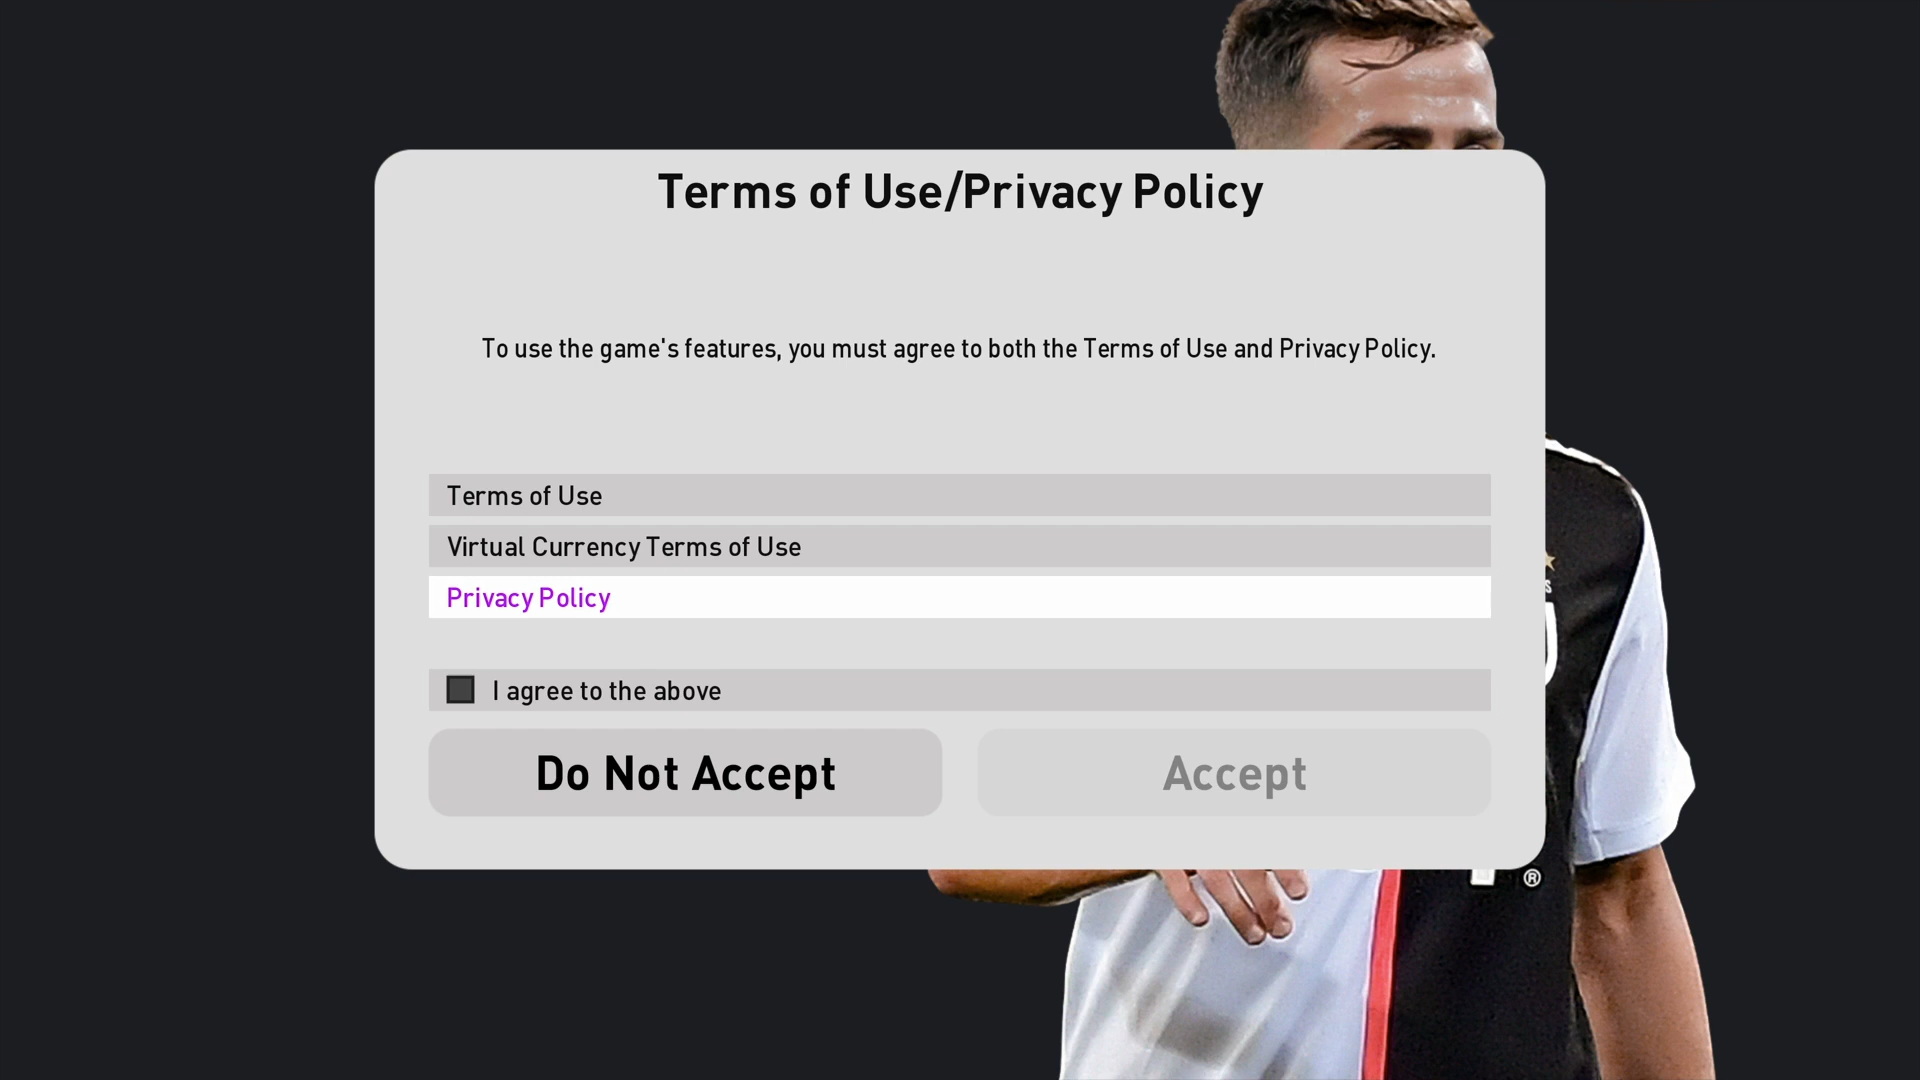 Terms of Use/Privacy Policy
To use the game's features, you must agree to both the Terms of Use and Privacy Policy.
Terms of Use
Virtual Currency Terms of Use
Privacy Policy
I agree to the above
Do Not Accept
Accept
®